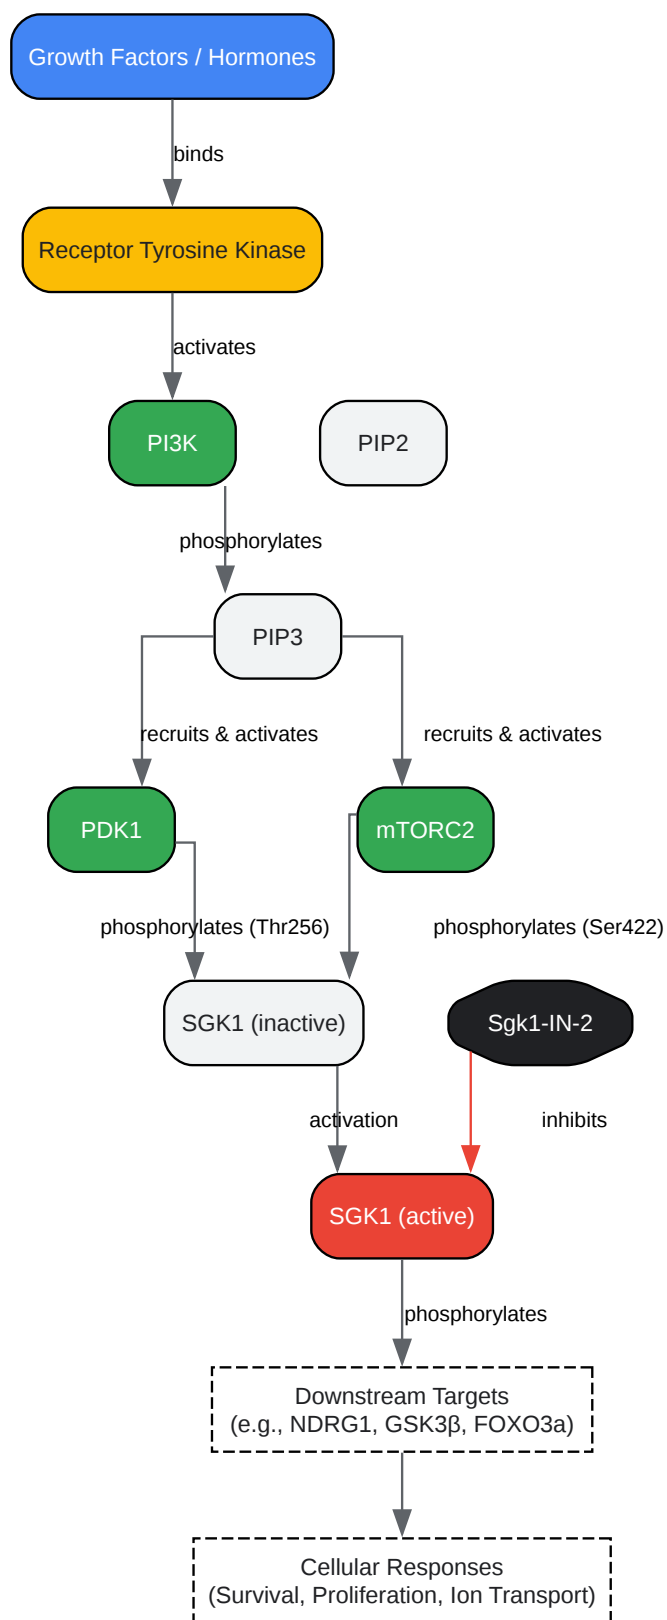 Growth Factors / Hormones
binds
Receptor Tyrosine Kinase
activates
PI3K
PIP2
phosphorylates
PIP3
recruits & activates
recruits & activates
PDK1
mTORC2
phosphorylates (Thr256)
phosphorylates (Ser422)
SGK1 (inactive)
Sgk1-IN-2
activation
inhibits
SGK1 (active)
phosphorylates
Downstream Targets
(e.g., NDRG1, GSK3β, FOXO3a)
Cellular Responses
(Survival, Proliferation, Ion Transport)